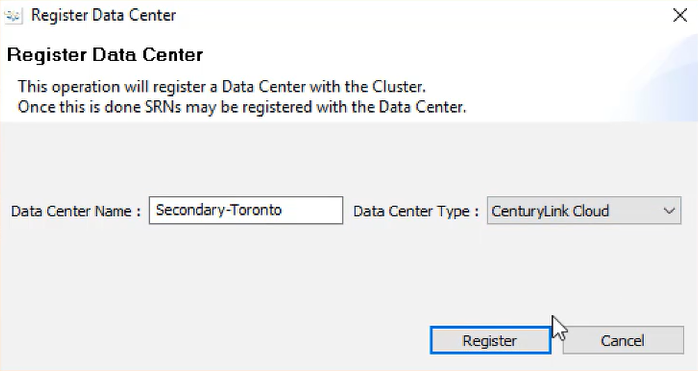 Register Data Center
Register Data Center
This operation will register a Data Center with the Cluster.
Once this is done SRNs may be registered with the Data Center.
Data Center Name : Secondary-Toronto Data Center Type : CenturyLink Cloud
Register Cancel